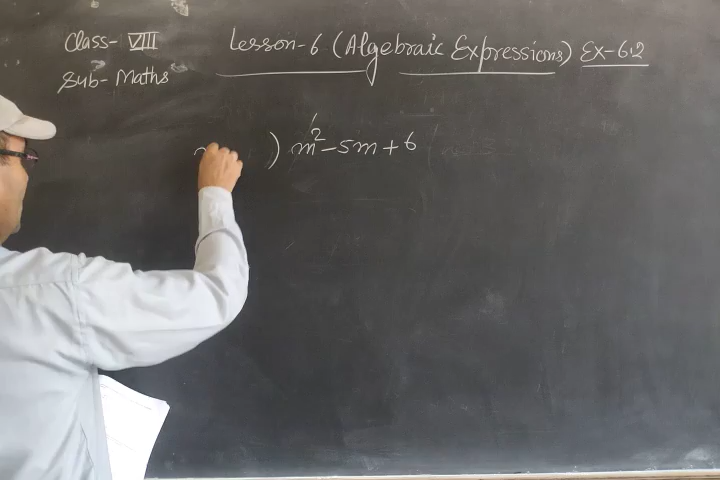 Class- VIII
Sub- Maths
Lesson-6 (Algebraic Expressions) Ex-6.2
) m²-5m+6